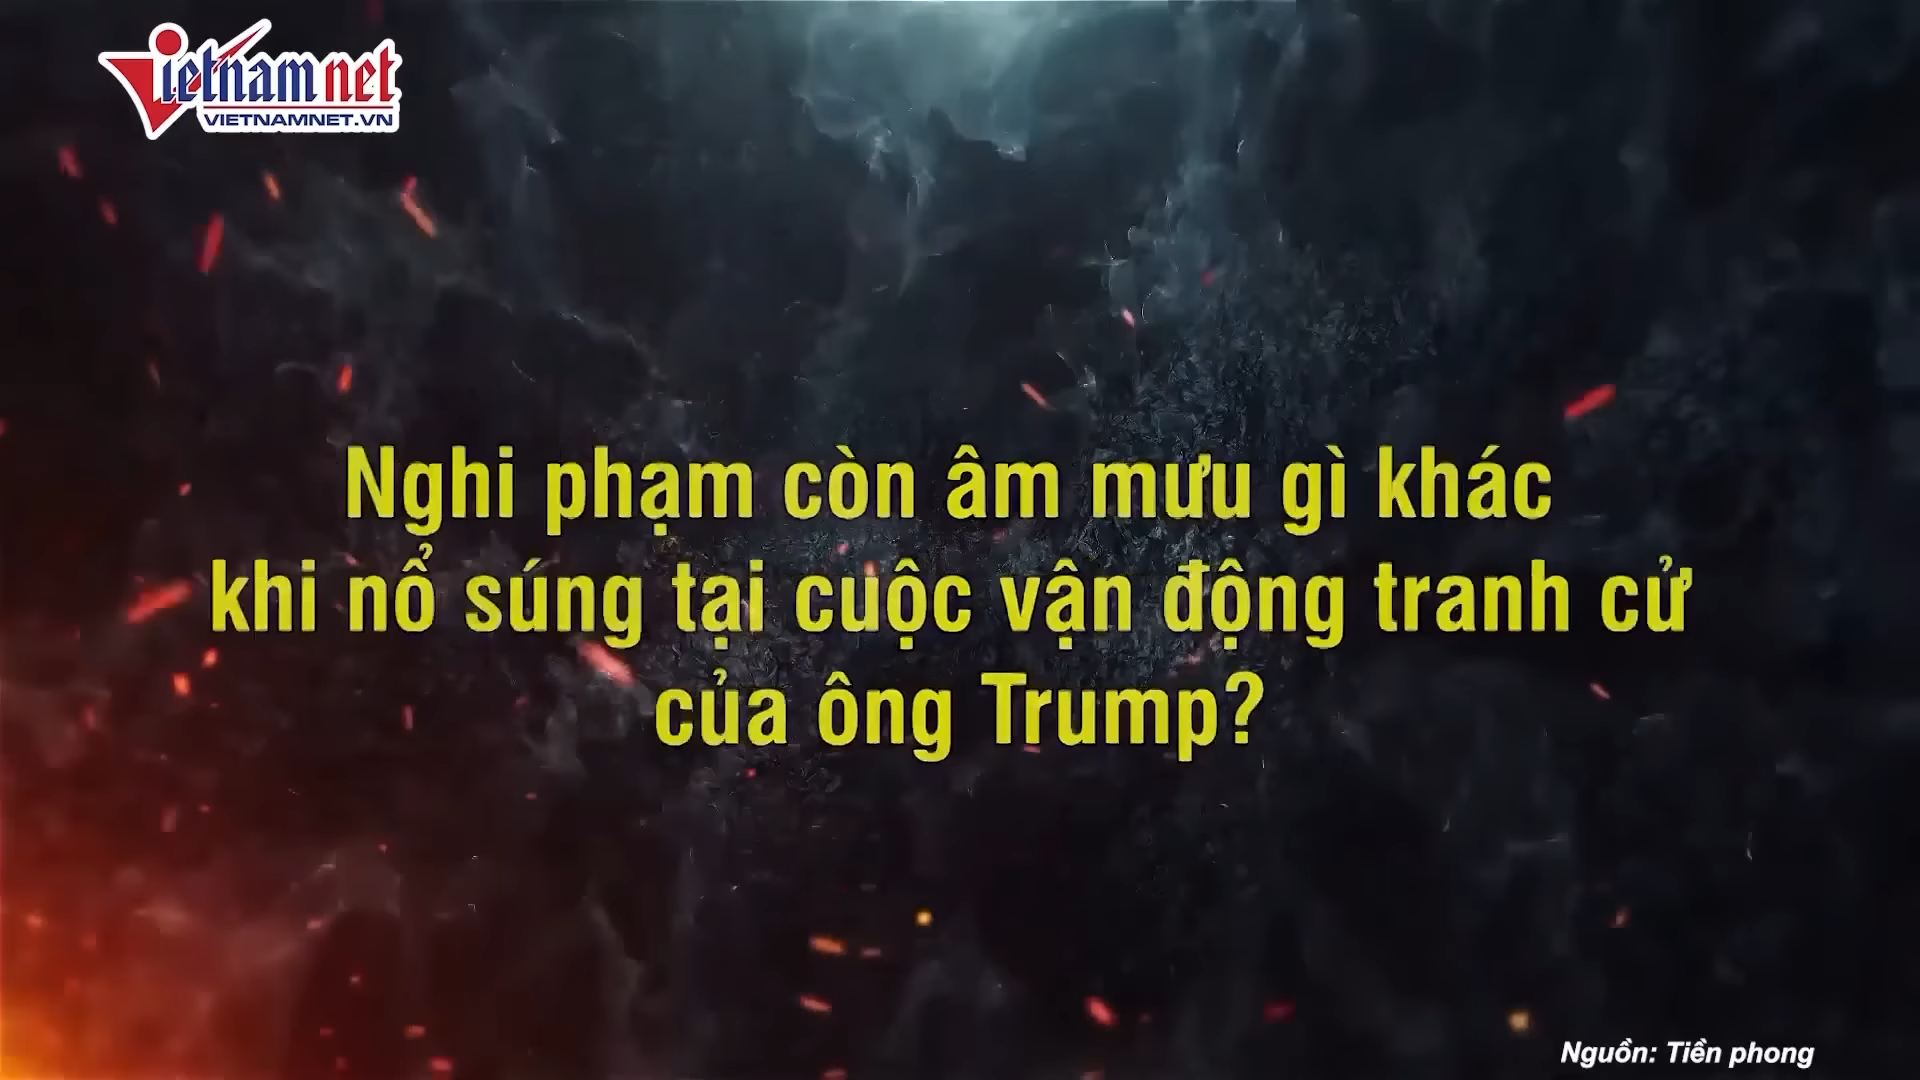 vietnamnet
VIETNAMNET.VN
Nghi phạm còn âm mưu gì khác
khi nổ súng tại cuộc vận động tranh cử
của ông Trump?
Nguồn: Tiền phong